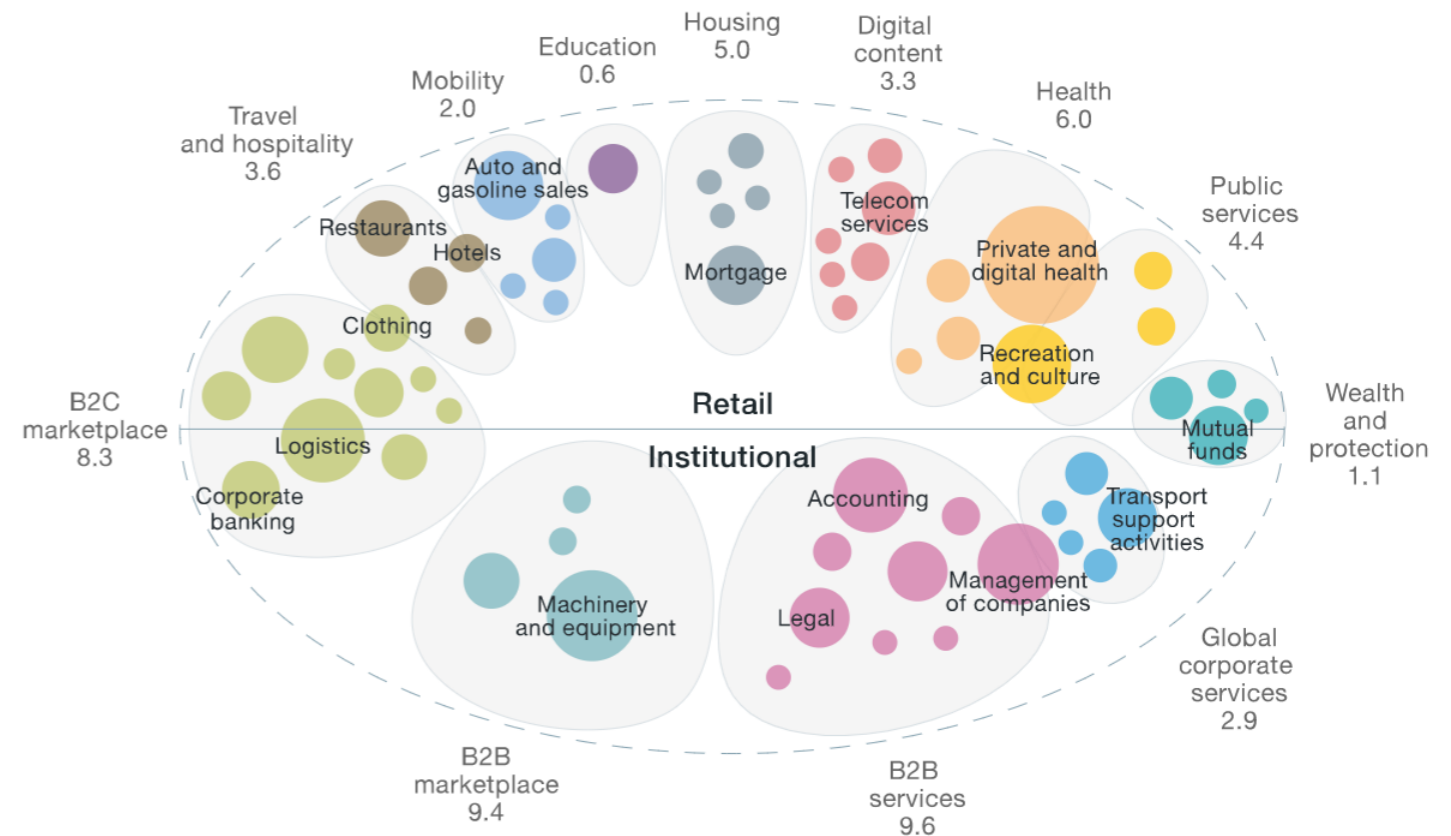 Housing
5.0
Digital
content
3.3
Education
0.6
Mobility
2.0
Health
6.0
Travel
and hospitality
3.6
Public
services
4.4
Auto and
gasoline sales
Restaurants
Hotels
Telecom
services
Mortgage
Private and
digital health
Clothing
Recreation
and culture
B2C
marketplace
8.3
Retail
Wealth
and
protection
1.1
Logistics
Mutual
funds
Institutional
Corporate
banking
Accounting
Transport
support
activities
Machinery
and equipment
Management
of companies
Legal
Global
corporate
services
2.9
B2B
marketplace
9.4
B2B
services
9.6